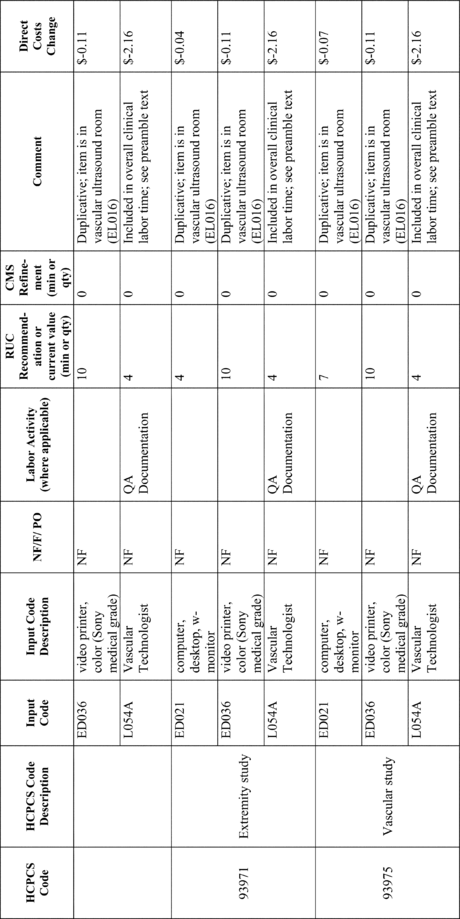 HCPCS
Code
HCPCS Code
Description
Input
Code
Input Code
Description
NF/F/ PO
Labor Activity
(where applicable)
RUC
Recommend-
ation or
current value
(min or qty)
CMS
Refine-
ment
(min or
qty)
Comment
Direct
Costs
Change
ED036
video printer,
color (Sony
medical grade)
NF
10
0
Duplicative; item is in
vascular ultrasound room
(EL016)
$-0.11
L054A
Vascular
Technologist
NF
QA
Documentation
4
0
Included in overall clinical
labor time; see preamble text
$-2.16
93971
Extremity study
ED021
computer,
desktop, w-
monitor
NF
4
0
Duplicative; item is in
vascular ultrasound room
(EL016)
$-0.04
ED036
video printer,
color (Sony
medical grade)
NF
10
0
Duplicative; item is in
vascular ultrasound room
(EL016)
$-0.11
L054A
Vascular
Technologist
NF
QA
Documentation
4
0
Included in overall clinical
labor time; see preamble text
$-2.16
93975
Vascular study
ED021
computer,
desktop, w-
monitor
NF
7
0
Duplicative; item is in
vascular ultrasound room
(EL016)
$-0.07
ED036
video printer,
color (Sony
medical grade)
NF
10
0
Duplicative; item is in
vascular ultrasound room
(EL016)
$-0.11
L054A
Vascular
Technologist
NF
QA
Documentation
4
0
Included in overall clinical
labor time; see preamble text
$-2.16